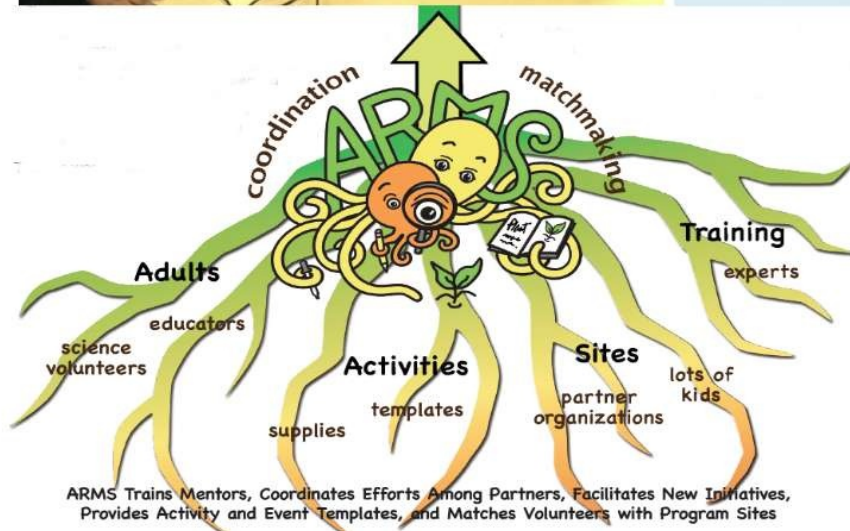 coordination
matchmaking
ARMS
Plant
Training
experts
Adults
educators
science
volunteers
Activities
templates
supplies
Sites
partner
organizations
lots of
kids
ARMS Trains Mentors, Coordinates Efforts Among Partners, Facilitates New Initiatives,
Provides Activity and Event Templates, and Matches Volunteers with Program Sites